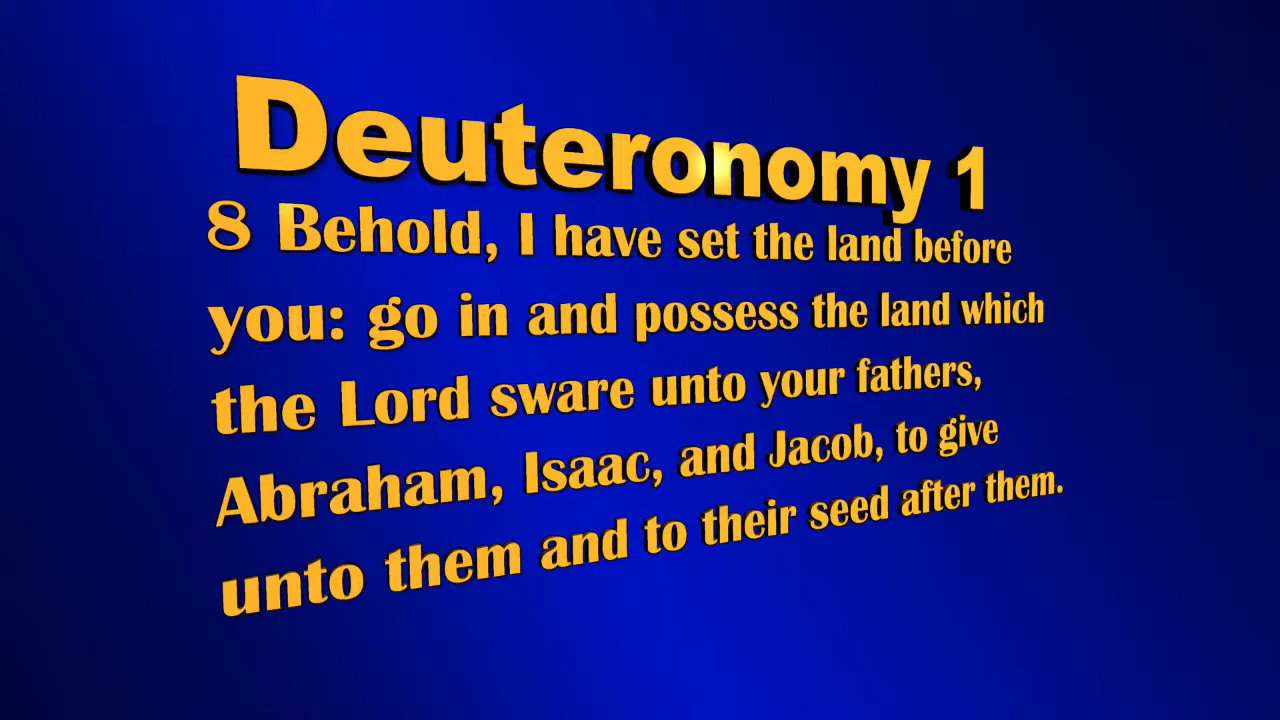 Deuteronomy 1
8 Behold, I have set the land before
you: go in and possess the land which
the Lord sware unto your fathers,
Abraham, Isaac, and Jacob, to give
unto them and to their seed after them.